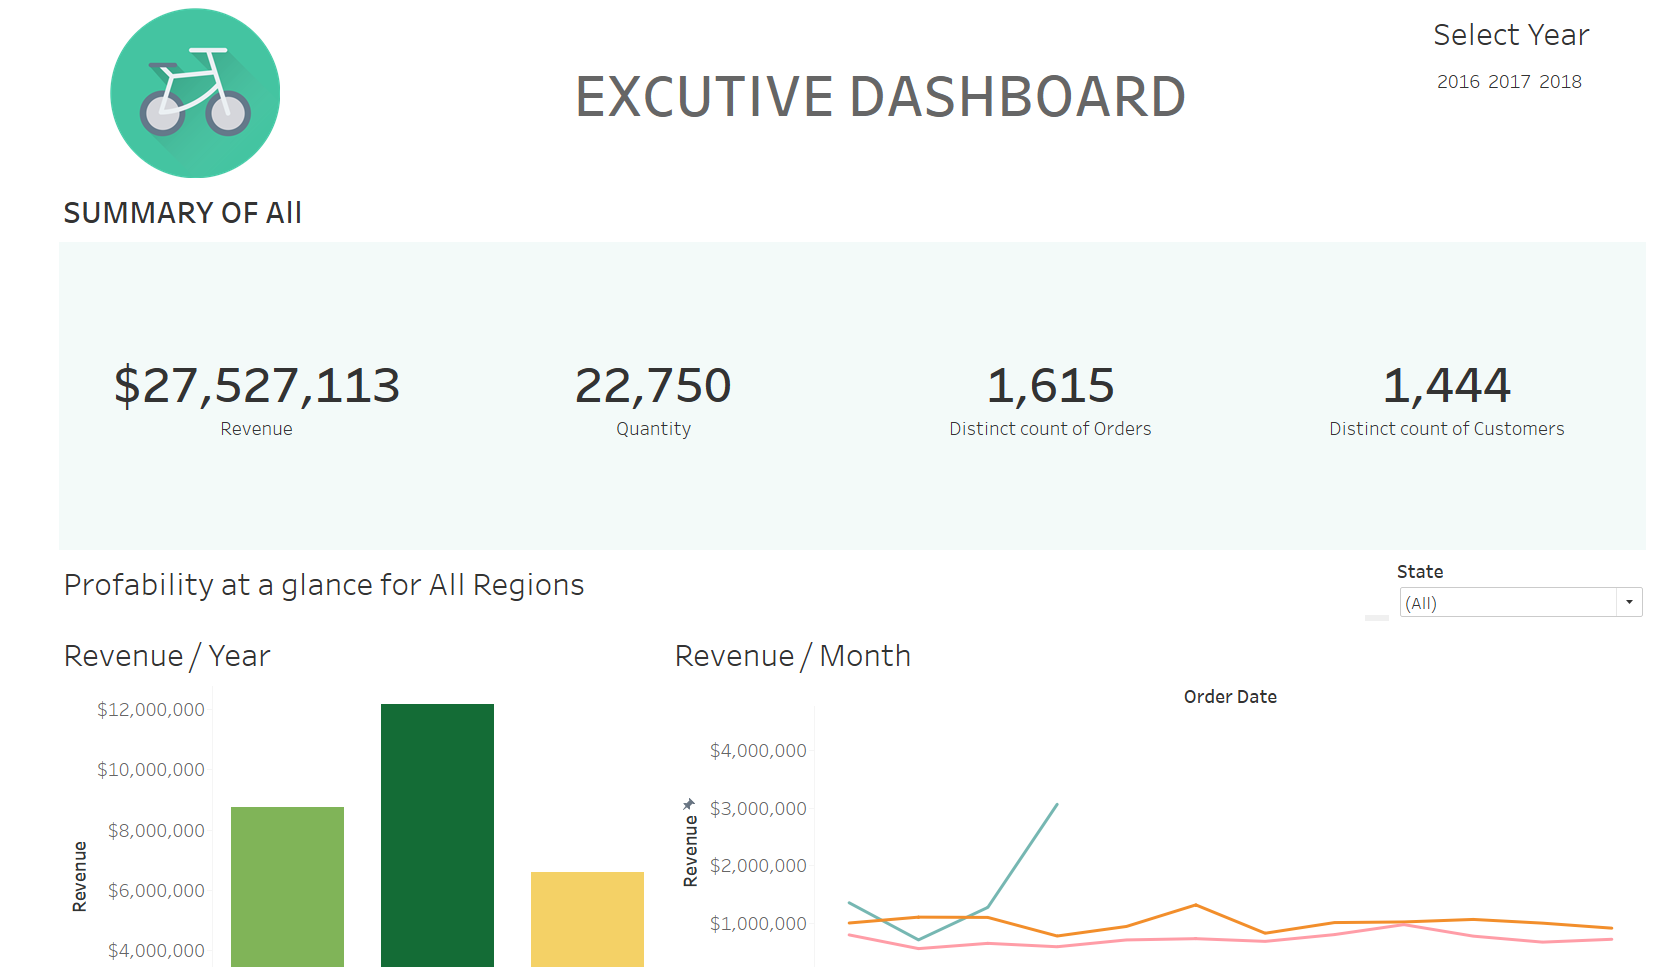 Select Year
2016 2017 2018
EXCUTIVE DASHBOARD
SUMMARY OF All
$27,527,113
Revenue
22,750
Quantity
1,615
Distinct count of Orders
1,444
Distinct count of Customers
Profability at a glance for All Regions
State
(All)
Revenue / Year
$12,000,000
$10,000,000
$8,000,000
$6,000,000
$4,000,000
Revenue
Revenue / Month
Order Date
$4,000,000
$3,000,000
$2,000,000
$1,000,000
Revenue